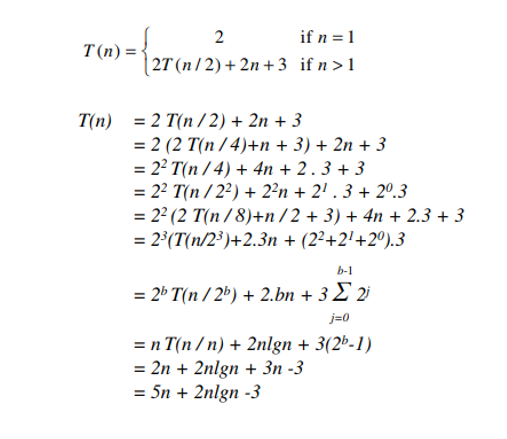 T(n) = { 2 if n = 1
2T(n/2) + 2n + 3 if n > 1
T(n) = 2 T(n / 2) + 2n + 3
= 2 (2 T(n / 4)+n + 3) + 2n + 3
= 2² T(n / 4) + 4n + 2 . 3 + 3
= 2² T(n / 2²) + 2²n + 2¹ . 3 + 2⁰.3
= 2² (2 T(n / 8)+n / 2 + 3) + 4n + 2.3 + 3
= 2³(T(n/2³)+2.3n + (2²+2¹+2⁰).3
b-1
= 2ᵇ T(n / 2ᵇ) + 2.bn + 3 Σ 2ʲ
j=0
= n T(n / n) + 2nlgn + 3(2ᵇ-1)
= 2n + 2nlgn + 3n -3
= 5n + 2nlgn -3